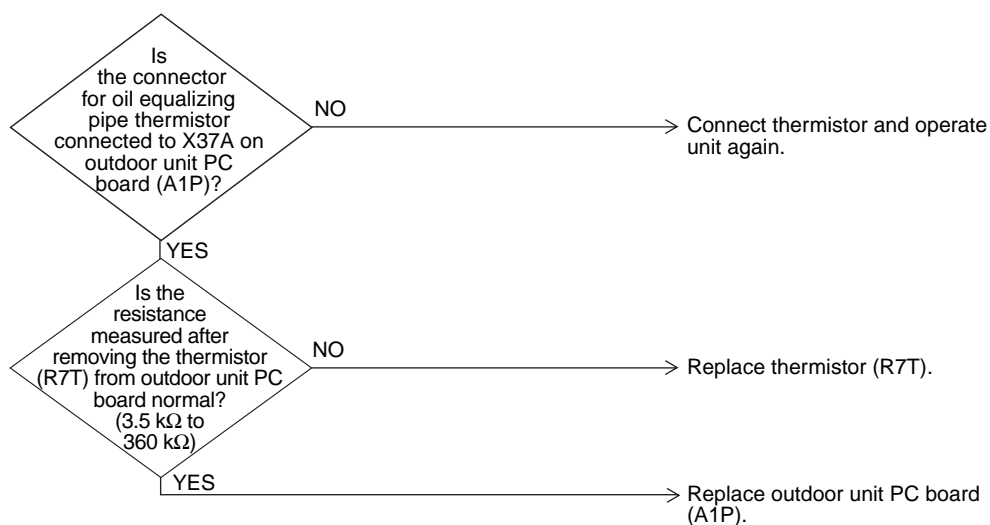 Is
the connector
for oil equalizing
pipe thermistor
connected to X37A on
outdoor unit PC
board (A1P)?
NO
Connect thermistor and operate
unit again.
YES
Is the
resistance
measured after
removing the thermistor
(R7T) from outdoor unit PC
board normal?
(3.5 kΩ to
360 kΩ)
NO
Replace thermistor (R7T).
YES
Replace outdoor unit PC board
(A1P).